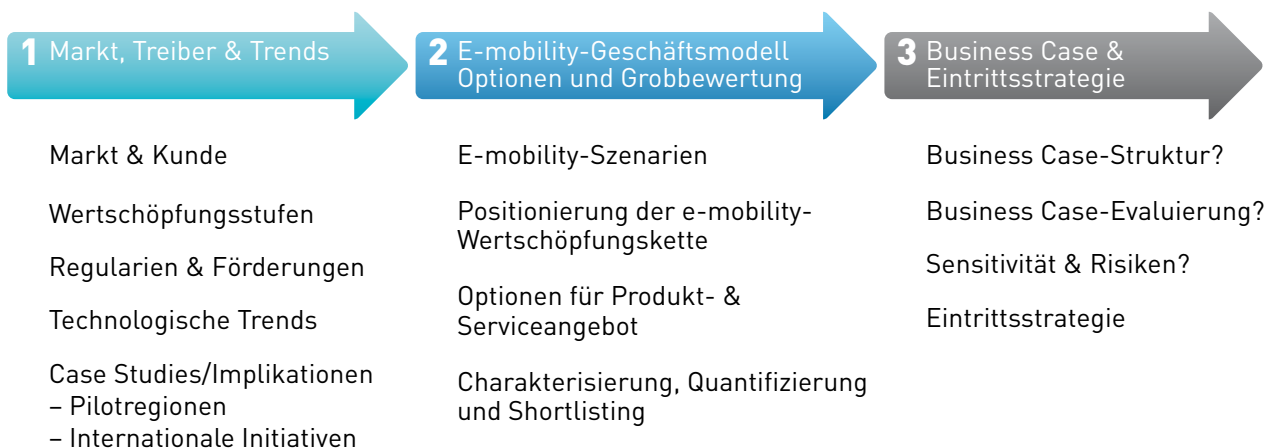 1 Markt, Treiber & Trends
Markt & Kunde
Wertschöpfungsstufen
Regularien & Förderungen
Technologische Trends
Case Studies/Implikationen
– Pilotregionen
– Internationale Initiativen
2 E-mobility-Geschäftsmodell
Optionen und Grobbewertung
E-mobility-Szenarien
Positionierung der e-mobility-
Wertschöpfungskette
Optionen für Produkt- &
Serviceangebot
Charakterisierung, Quantifizierung
und Shortlisting
3 Business Case &
Eintrittsstrategie
Business Case-Struktur?
Business Case-Evaluierung?
Sensitivität & Risiken?
Eintrittsstrategie